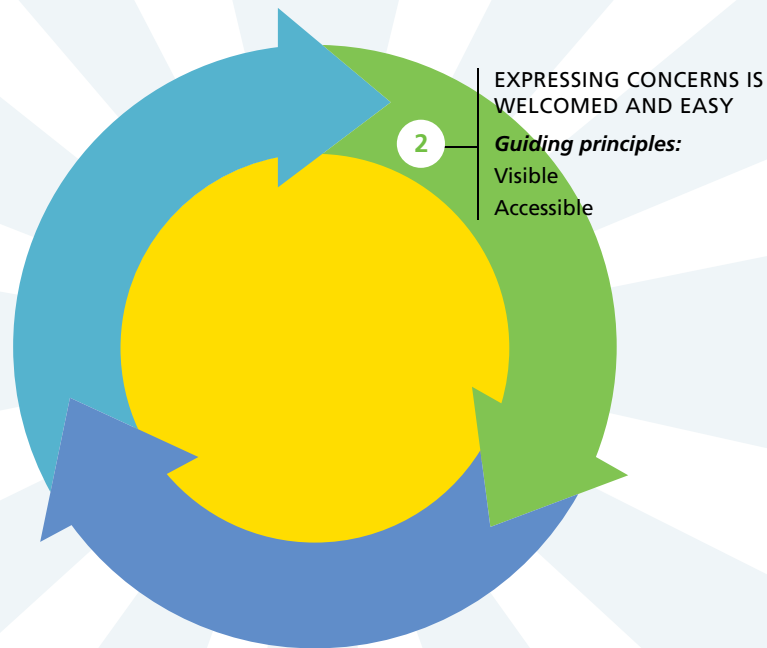 2
EXPRESSING CONCERNS IS
WELCOMED AND EASY
Guiding principles:
Visible
Accessible